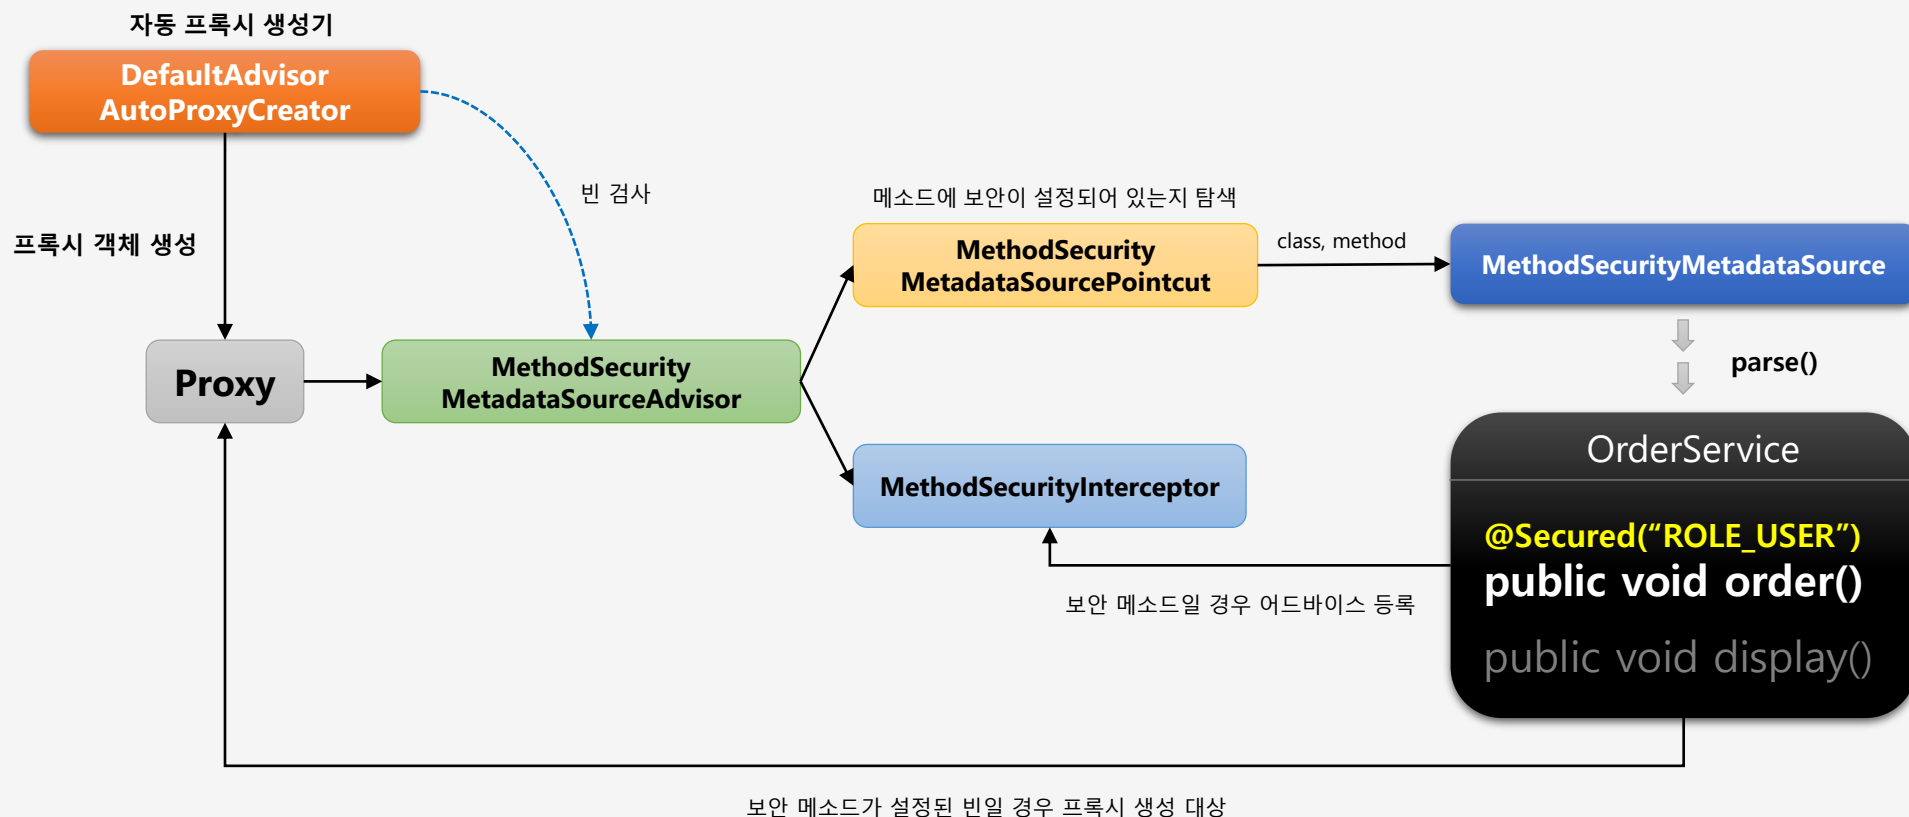 자동 프록시 생성기
DefaultAdvisor
AutoProxyCreator
빈 검사
프록시 객체 생성
메소드에 보안이 설정되어 있는지 탐색
MethodSecurity
MetadataSourcePointcut
class, method
MethodSecurityMetadataSource
parse()
Proxy
MethodSecurity
MetadataSourceAdvisor
MethodSecurityInterceptor
보안 메소드일 경우 어드바이스 등록
OrderService
@Secured(“ROLE_USER”)
public void order()
public void display()
보안 메소드가 설정된 빈일 경우 프록시 생성 대상